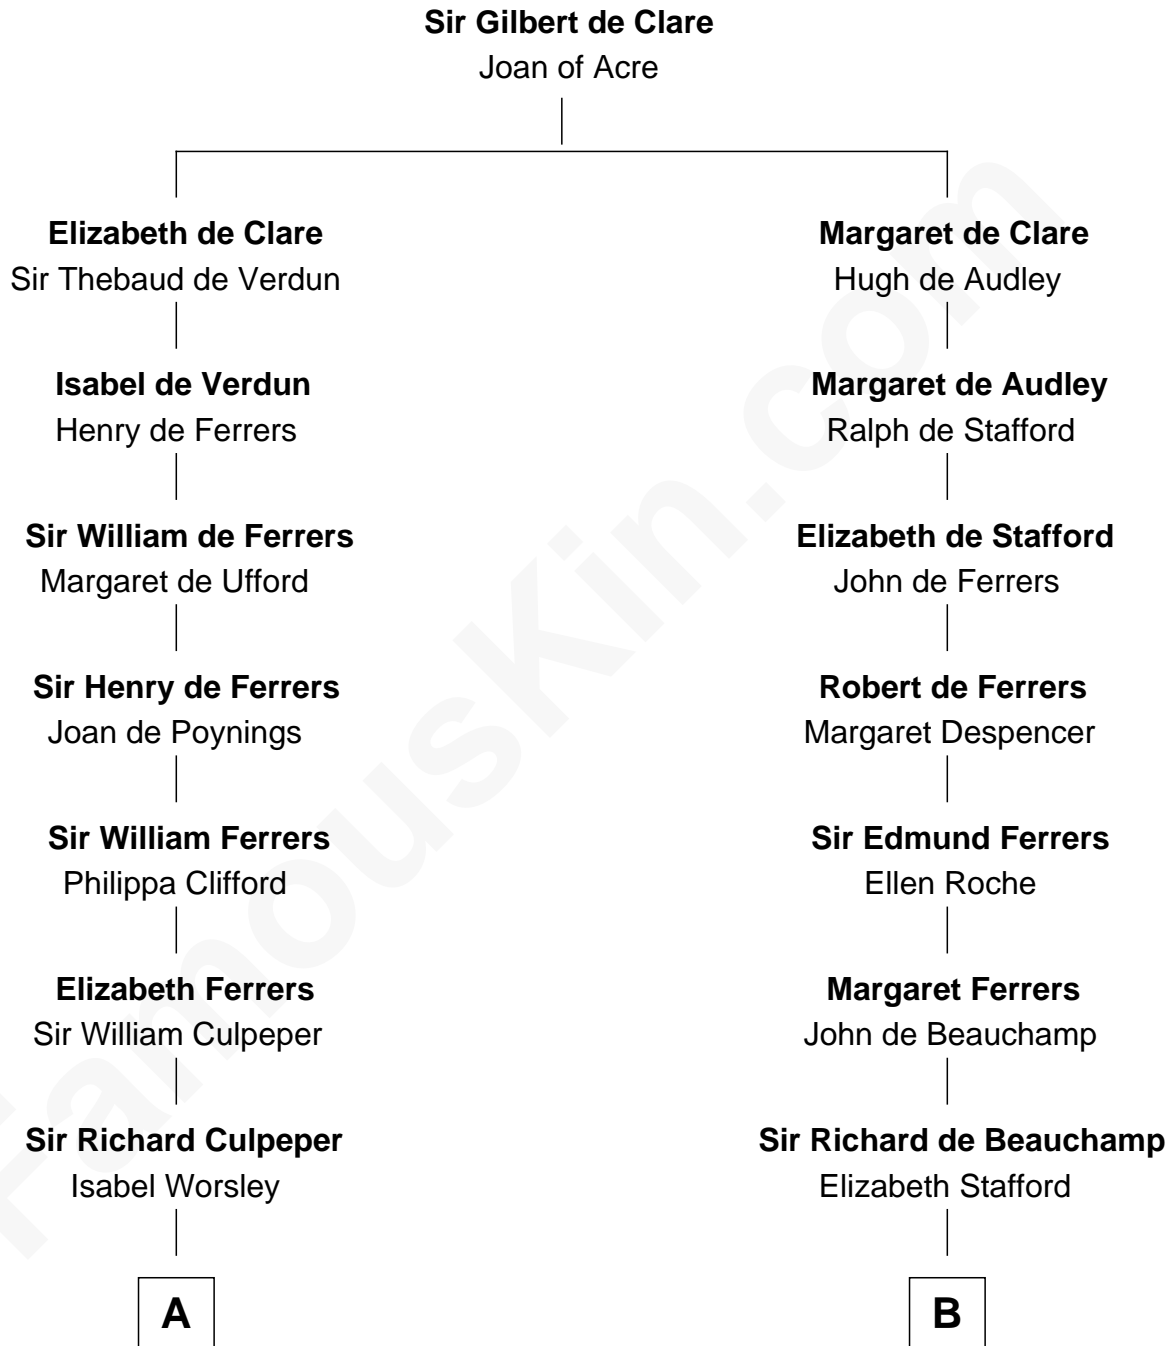 Sir Gilbert de Clare
Joan of Acre
Elizabeth de Clare
Sir Thebaud de Verdun
Margaret de Clare
Hugh de Audley
Isabel de Verdun
Henry de Ferrers
Margaret de Audley
Ralph de Stafford
Sir William de Ferrers
Margaret de Ufford
Elizabeth de Stafford
John de Ferrers
Sir Henry de Ferrers
Joan de Poynings
Robert de Ferrers
Margaret Despencer
Sir William Ferrers
Philippa Clifford
Sir Edmund Ferrers
Ellen Roche
Elizabeth Ferrers
Sir William Culpeper
Margaret Ferrers
John de Beauchamp
Sir Richard Culpeper
Isabel Worsley
Sir Richard de Beauchamp
Elizabeth Stafford
A
B
FamousKin.com